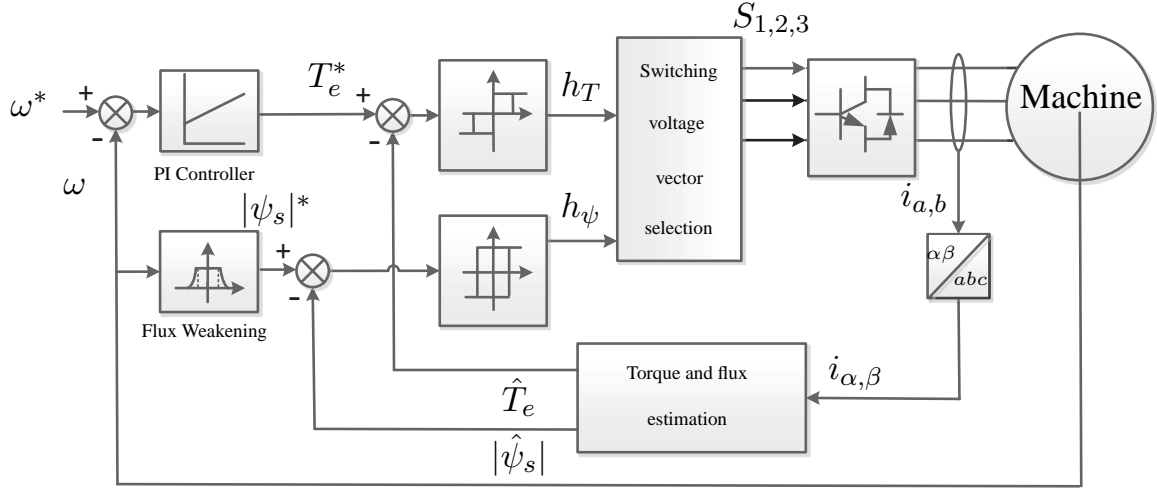 S_{1,2,3}
ω*
+
-
T_e^*
+
-
h_T
Switching
voltage
vector
selection
Machine
PI Controller
ω
|ψ_s|^*
+
-
h_ψ
i_{a,b}
αβ
abc
Flux Weakening
Torque and flux
estimation
i_{α,β}
\hat{T}_e
|\hat{ψ}_s|